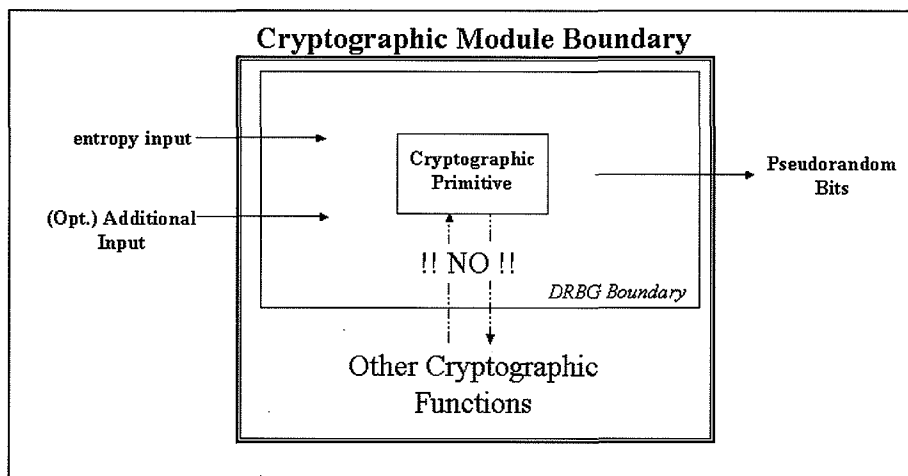 Cryptographic Module Boundary
entropy input
Cryptographic
Primitive
Pseudorandom
Bits
(Opt.) Additional
Input
!! NO !!
DRBG Boundary
Other Cryptographic
Functions